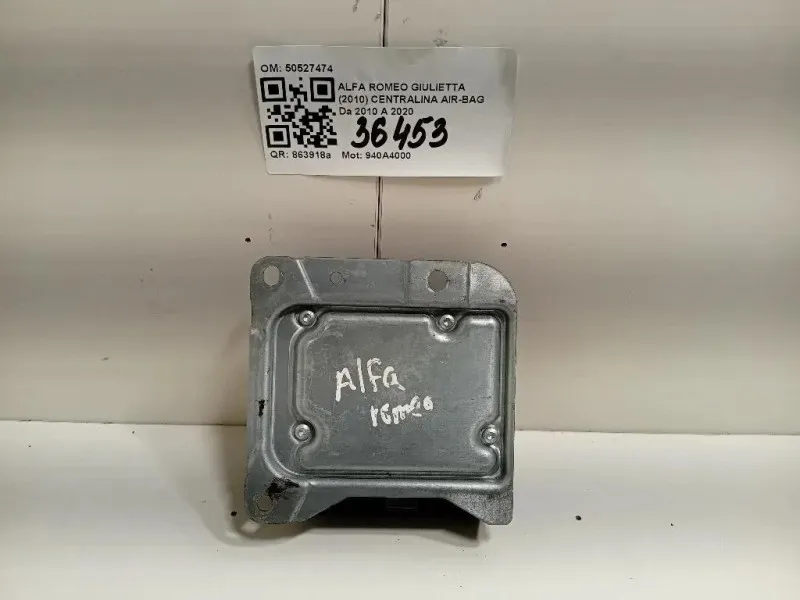 OM: 50527474
ALFA ROMEO GIULIETTA
(2010) CENTRALINA AIR-BAG
Da 2010 A 2020
36453
QR: 863918a Mot: 940A4000
Alfa
romeo